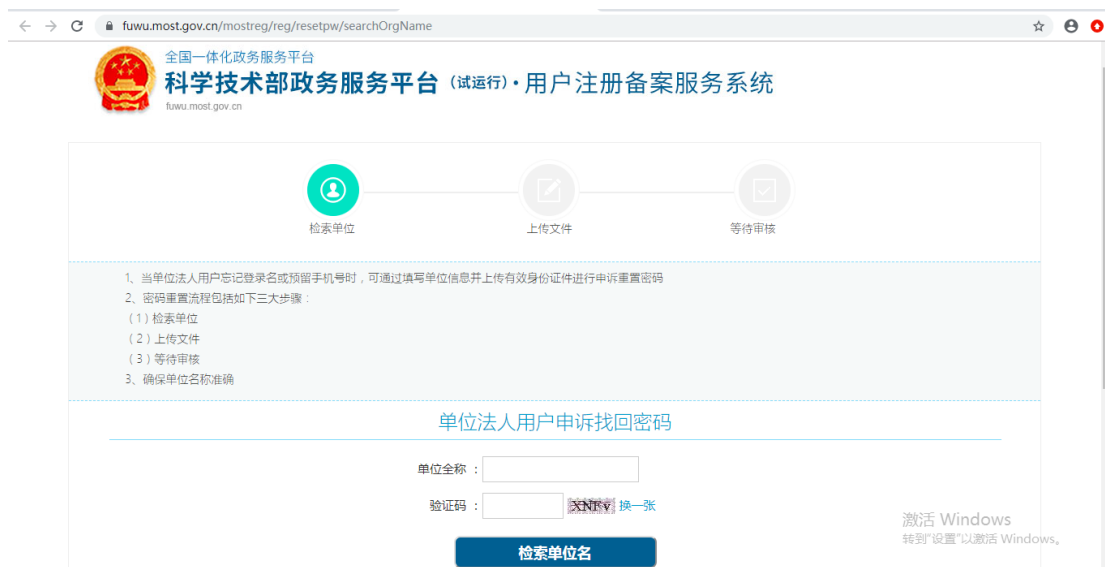 fuwu.most.gov.cn/mostreg/reg/resetpw/searchOrgName
全国一体化政务服务平台
科学技术部政务服务平台（试运行）·用户注册备案服务系统
fuwu.most.gov.cn
检索单位
上传文件
等待审核
1、当单位法人用户忘记登录名或预留手机号时，可通过填写单位信息并上传有效身份证件进行申诉重置密码
2、密码重置流程包括如下三大步骤：
（1）检索单位
（2）上传文件
（3）等待审核
3、确保单位名称准确
单位法人用户申诉找回密码
单位全称 ：
验证码 ：
XNFv 换一张
检索单位名
激活 Windows
转到"设置"以激活 Windows。